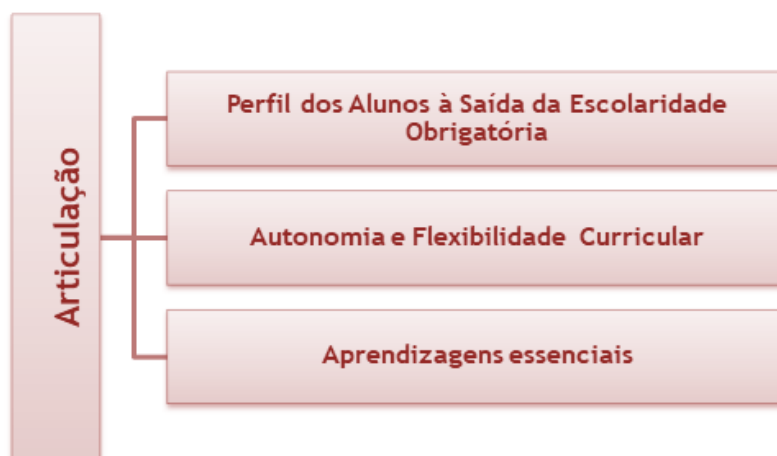 Articulação
Perfil dos Alunos à Saída da Escolaridade
Obrigatória
Autonomia e Flexibilidade Curricular
Aprendizagens essenciais